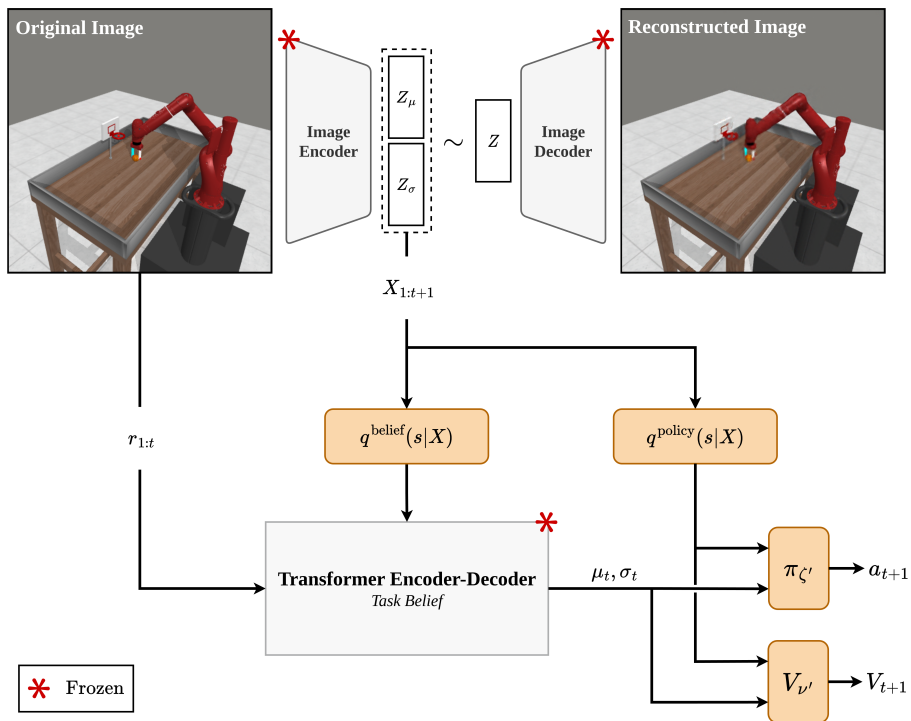 Original Image
Reconstructed Image
Image
Encoder
Z_μ
Z_σ
∼
Z
Image
Decoder
X_{1:t+1}
r_{1:t}
q^{belief}(s|X)
q^{policy}(s|X)
Transformer Encoder-Decoder
Task Belief
μ_t, σ_t
π_{ζ′}
a_{t+1}
V_{ν′}
V_{t+1}
Frozen